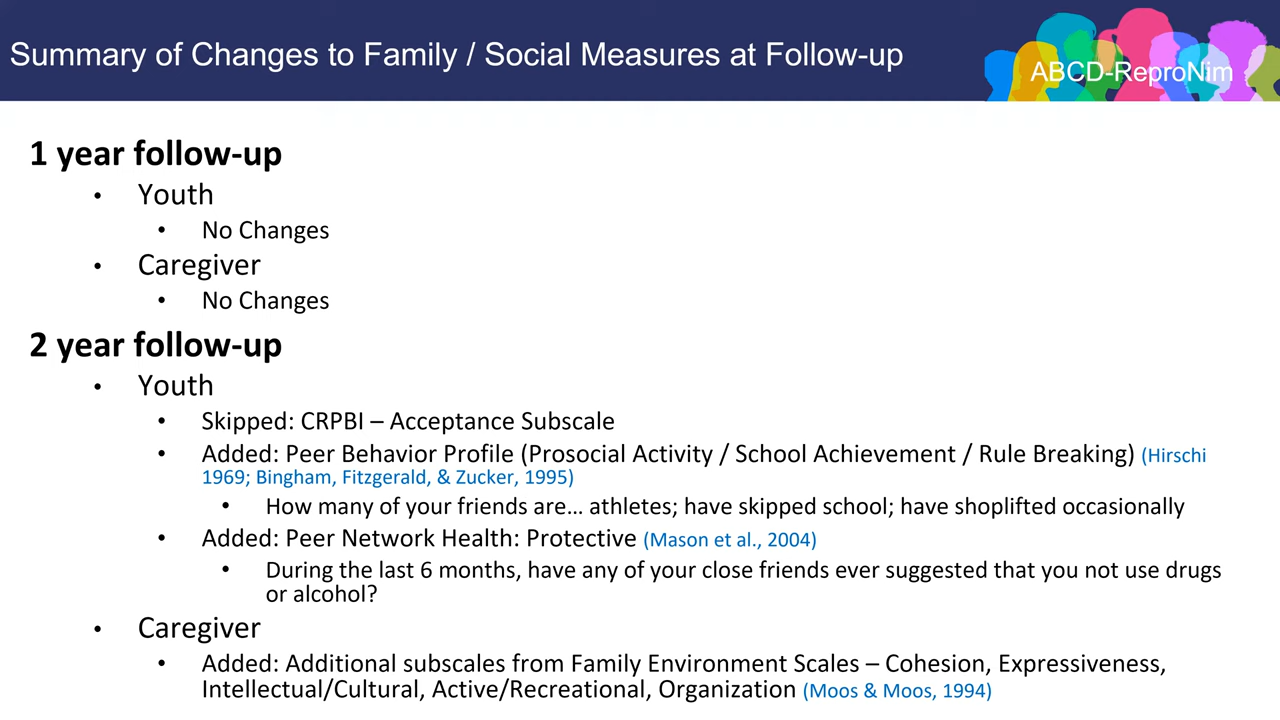 Summary of Changes to Family / Social Measures at Follow-up
ABCD-ReproNim
1 year follow-up
• Youth
• No Changes
• Caregiver
• No Changes
2 year follow-up
• Youth
• Skipped: CRPBI – Acceptance Subscale
• Added: Peer Behavior Profile (Prosocial Activity / School Achievement / Rule Breaking) (Hirschi
1969; Bingham, Fitzgerald, & Zucker, 1995)
• How many of your friends are… athletes; have skipped school; have shoplifted occasionally
• Added: Peer Network Health: Protective (Mason et al., 2004)
• During the last 6 months, have any of your close friends ever suggested that you not use drugs
or alcohol?
• Caregiver
• Added: Additional subscales from Family Environment Scales – Cohesion, Expressiveness,
Intellectual/Cultural, Active/Recreational, Organization (Moos & Moos, 1994)